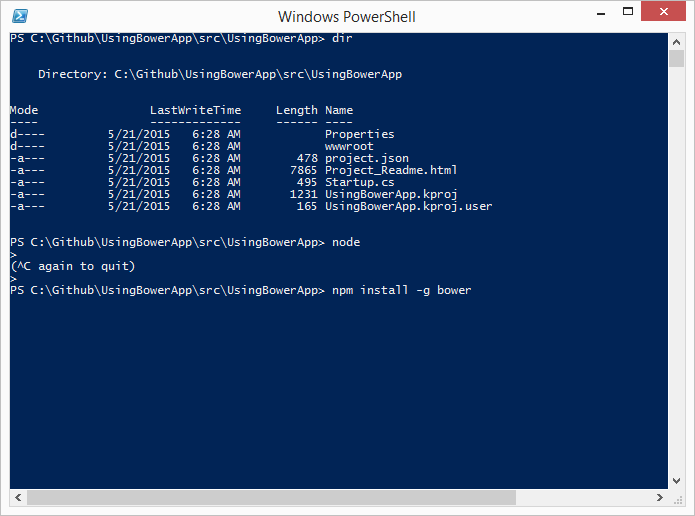 Windows PowerShell
PS C:\Github\UsingBowerApp\src\UsingBowerApp> dir
Directory: C:\Github\UsingBowerApp\src\UsingBowerApp
Mode LastWriteTime Length Name
---- ------------- ------ ----
d---- 5/21/2015 6:28 AM Properties
d---- 5/21/2015 6:28 AM wwwroot
-a--- 5/21/2015 6:28 AM 478 project.json
-a--- 5/21/2015 6:28 AM 7865 Project_Readme.html
-a--- 5/21/2015 6:28 AM 495 Startup.cs
-a--- 5/21/2015 6:28 AM 1231 UsingBowerApp.kproj
-a--- 5/21/2015 6:28 AM 165 UsingBowerApp.kproj.user
PS C:\Github\UsingBowerApp\src\UsingBowerApp> node
>
(^C again to quit)
>
PS C:\Github\UsingBowerApp\src\UsingBowerApp> npm install -g bower